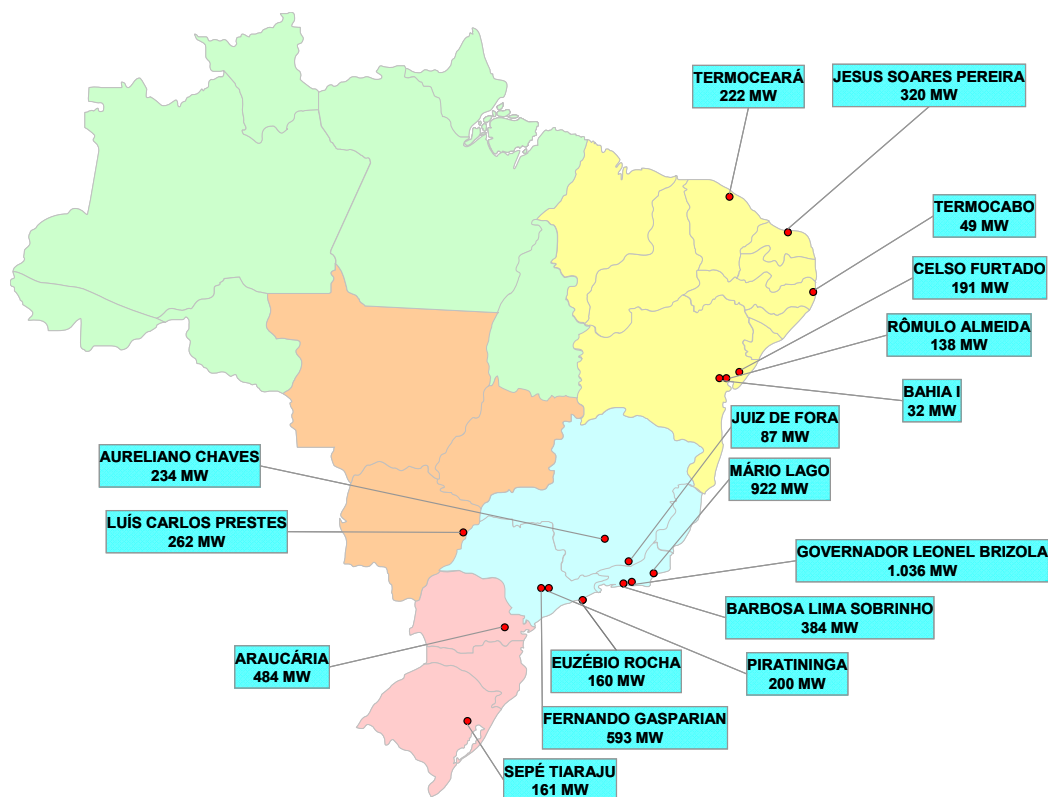 TERMOCEARÁ
222 MW
JESUS SOARES PEREIRA
320 MW
TERMOCABO
49 MW
CELSO FURTADO
191 MW
RÔMULO ALMEIDA
138 MW
BAHIA I
32 MW
JUIZ DE FORA
87 MW
AURELIANO CHAVES
234 MW
MÁRIO LAGO
922 MW
LUÍS CARLOS PRESTES
262 MW
GOVERNADOR LEONEL BRIZOLA
1.036 MW
BARBOSA LIMA SOBRINHO
384 MW
ARAUCÁRIA
484 MW
EUZÉBIO ROCHA
160 MW
PIRATININGA
200 MW
FERNANDO GASPARIAN
593 MW
SEPÉ TIARAJU
161 MW